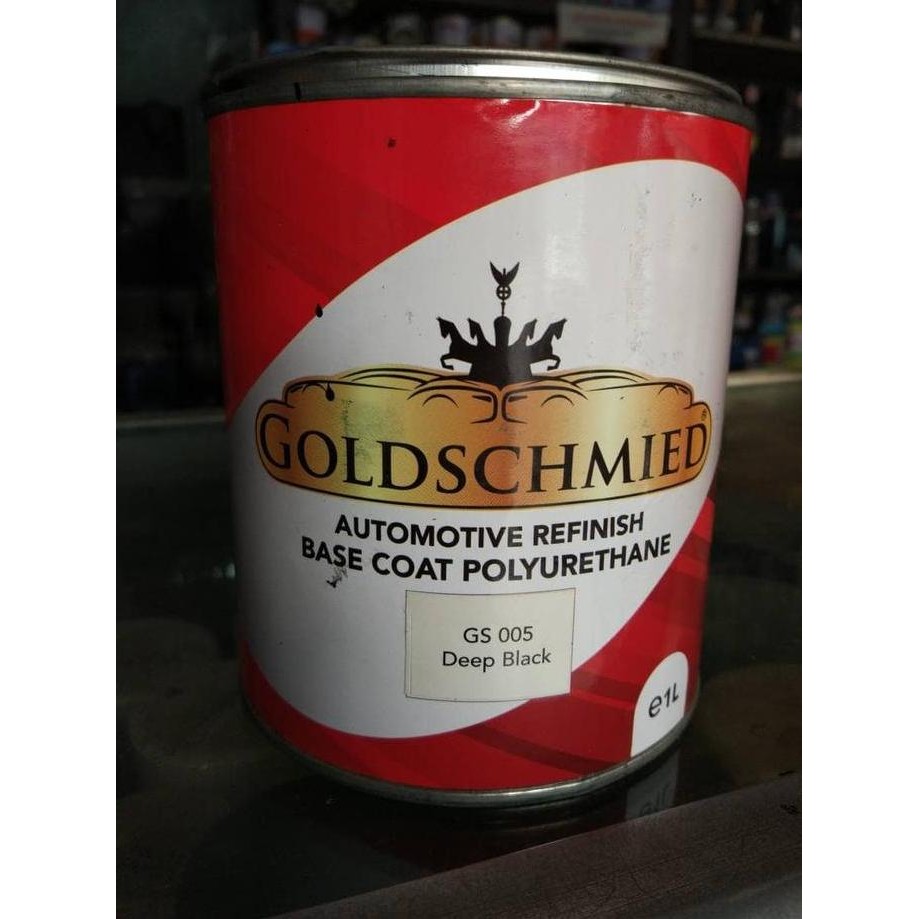 GOLDSCHMIED®
AUTOMOTIVE REFINISH
BASE COAT POLYURETHANE
GS 005
Deep Black
e1L